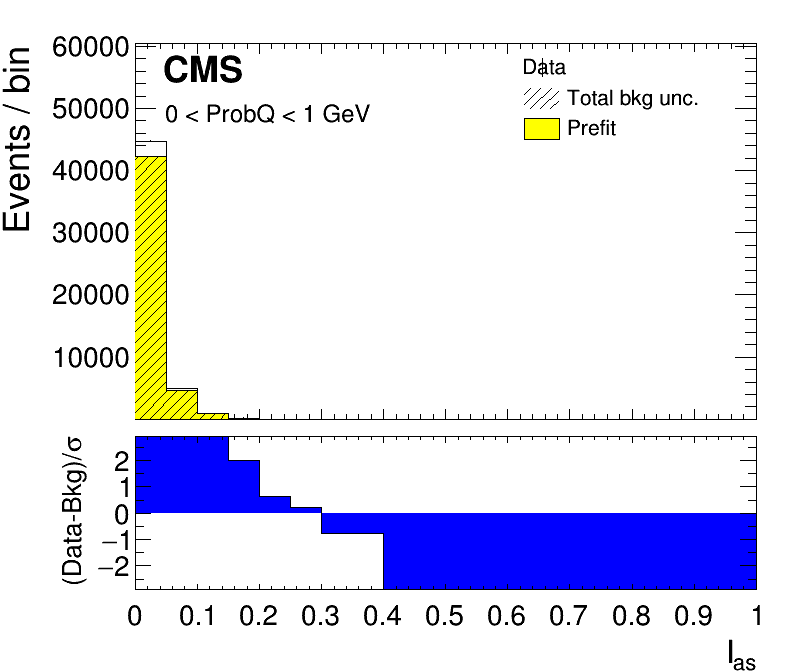 CMS
0 < ProbQ < 1 GeV
Data
Total bkg unc.
Prefit
Events / bin
60000
50000
40000
30000
20000
10000
(Data-Bkg)/σ
2
1
0
−1
−2
0 0.1 0.2 0.3 0.4 0.5 0.6 0.7 0.8 0.9 1
I_as